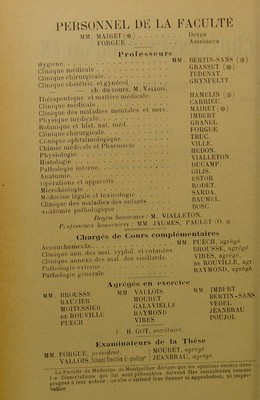 PERSONNEL DE LA FACULTÉ
MM. MAIRET (✻) . . . . . DOYEN
FORGUE . . . . . ASSESSEUR
Professeurs
Hygiène . . . . . MM. BERTIN-SANS (✻)
Clinique médicale . . . . . GRASSET (✻)
Clinique chirurgicale . . . . . TEDENAT.
Clinique obstétric. et gynécol. . . . . . GRYNFELTT
— ch. du cours, M. VALLOIS.
Thérapeutique et matière médicale . . . . . HAMELIN (✻)
Clinique médicale . . . . . CARRIEU.
Clinique des maladies mentales et nerv. . . . . . MAIRET (✻)
Physique médicale . . . . . IMBERT
Botanique et hist. nat. méd. . . . . . GRANEL
Clinique chirurgicale . . . . . FORGUE
Clinique ophtalmologique . . . . . TRUC.
Chimie médicale et Pharmacie . . . . . VILLE.
Physiologie . . . . . HEDON.
Histologie . . . . . VIALLETON
Pathologie interne . . . . . DUCAMP.
Anatomie . . . . . GILIS.
Opérations et appareils . . . . . ESTOR.
Microbiologie . . . . . RODET.
Médecine légale et toxicologie . . . . . SARDA.
Clinique des maladies des enfants . . . . . BAUMEL.
Anatomie pathologique . . . . . BOSC
Doyen honoraire : M. VIALLETON.
Professeurs honoraires : MM. JAUMES, PAULET (O. ✻)
Chargés de Cours complémentaires
Accouchements . . . . . MM. PUECH, agrégé.
Clinique ann. des mal. syphil. et cutanées . . . . . BROUSSE, agrégé
Clinique annexe des mal. des vieillards . . . . . VIRES, agrégé.
Pathologie externe . . . . . DE ROUVILLE, agr.
Pathologie générale . . . . . RAYMOND, agrégé.
Agrégés en exercice
MM. BROUSSE MM. VALLOIS MM. IMBERT
RAUZIER MOURET BERTIN-SANS
MOITESSIER GALAVIELLE VEDEL
DE ROUVILLE RAYMOND JEANBRAU
PUECH VIRES POUJOL
H. GOT, secrétaire.
Examinateurs de la Thèse
MM. FORGUE, président. MOURET, agrégé.
VALLOIS, faisant fonction de professeur. JEANBRAU, agrégé.
La Faculté de Médecine de Montpellier déclare que les opinions émises dans
les Dissertations qui lui sont présentées doivent être considérées comme
propres à leur auteur ; qu'elle n'entend leur donner ni approbation, ni improbation